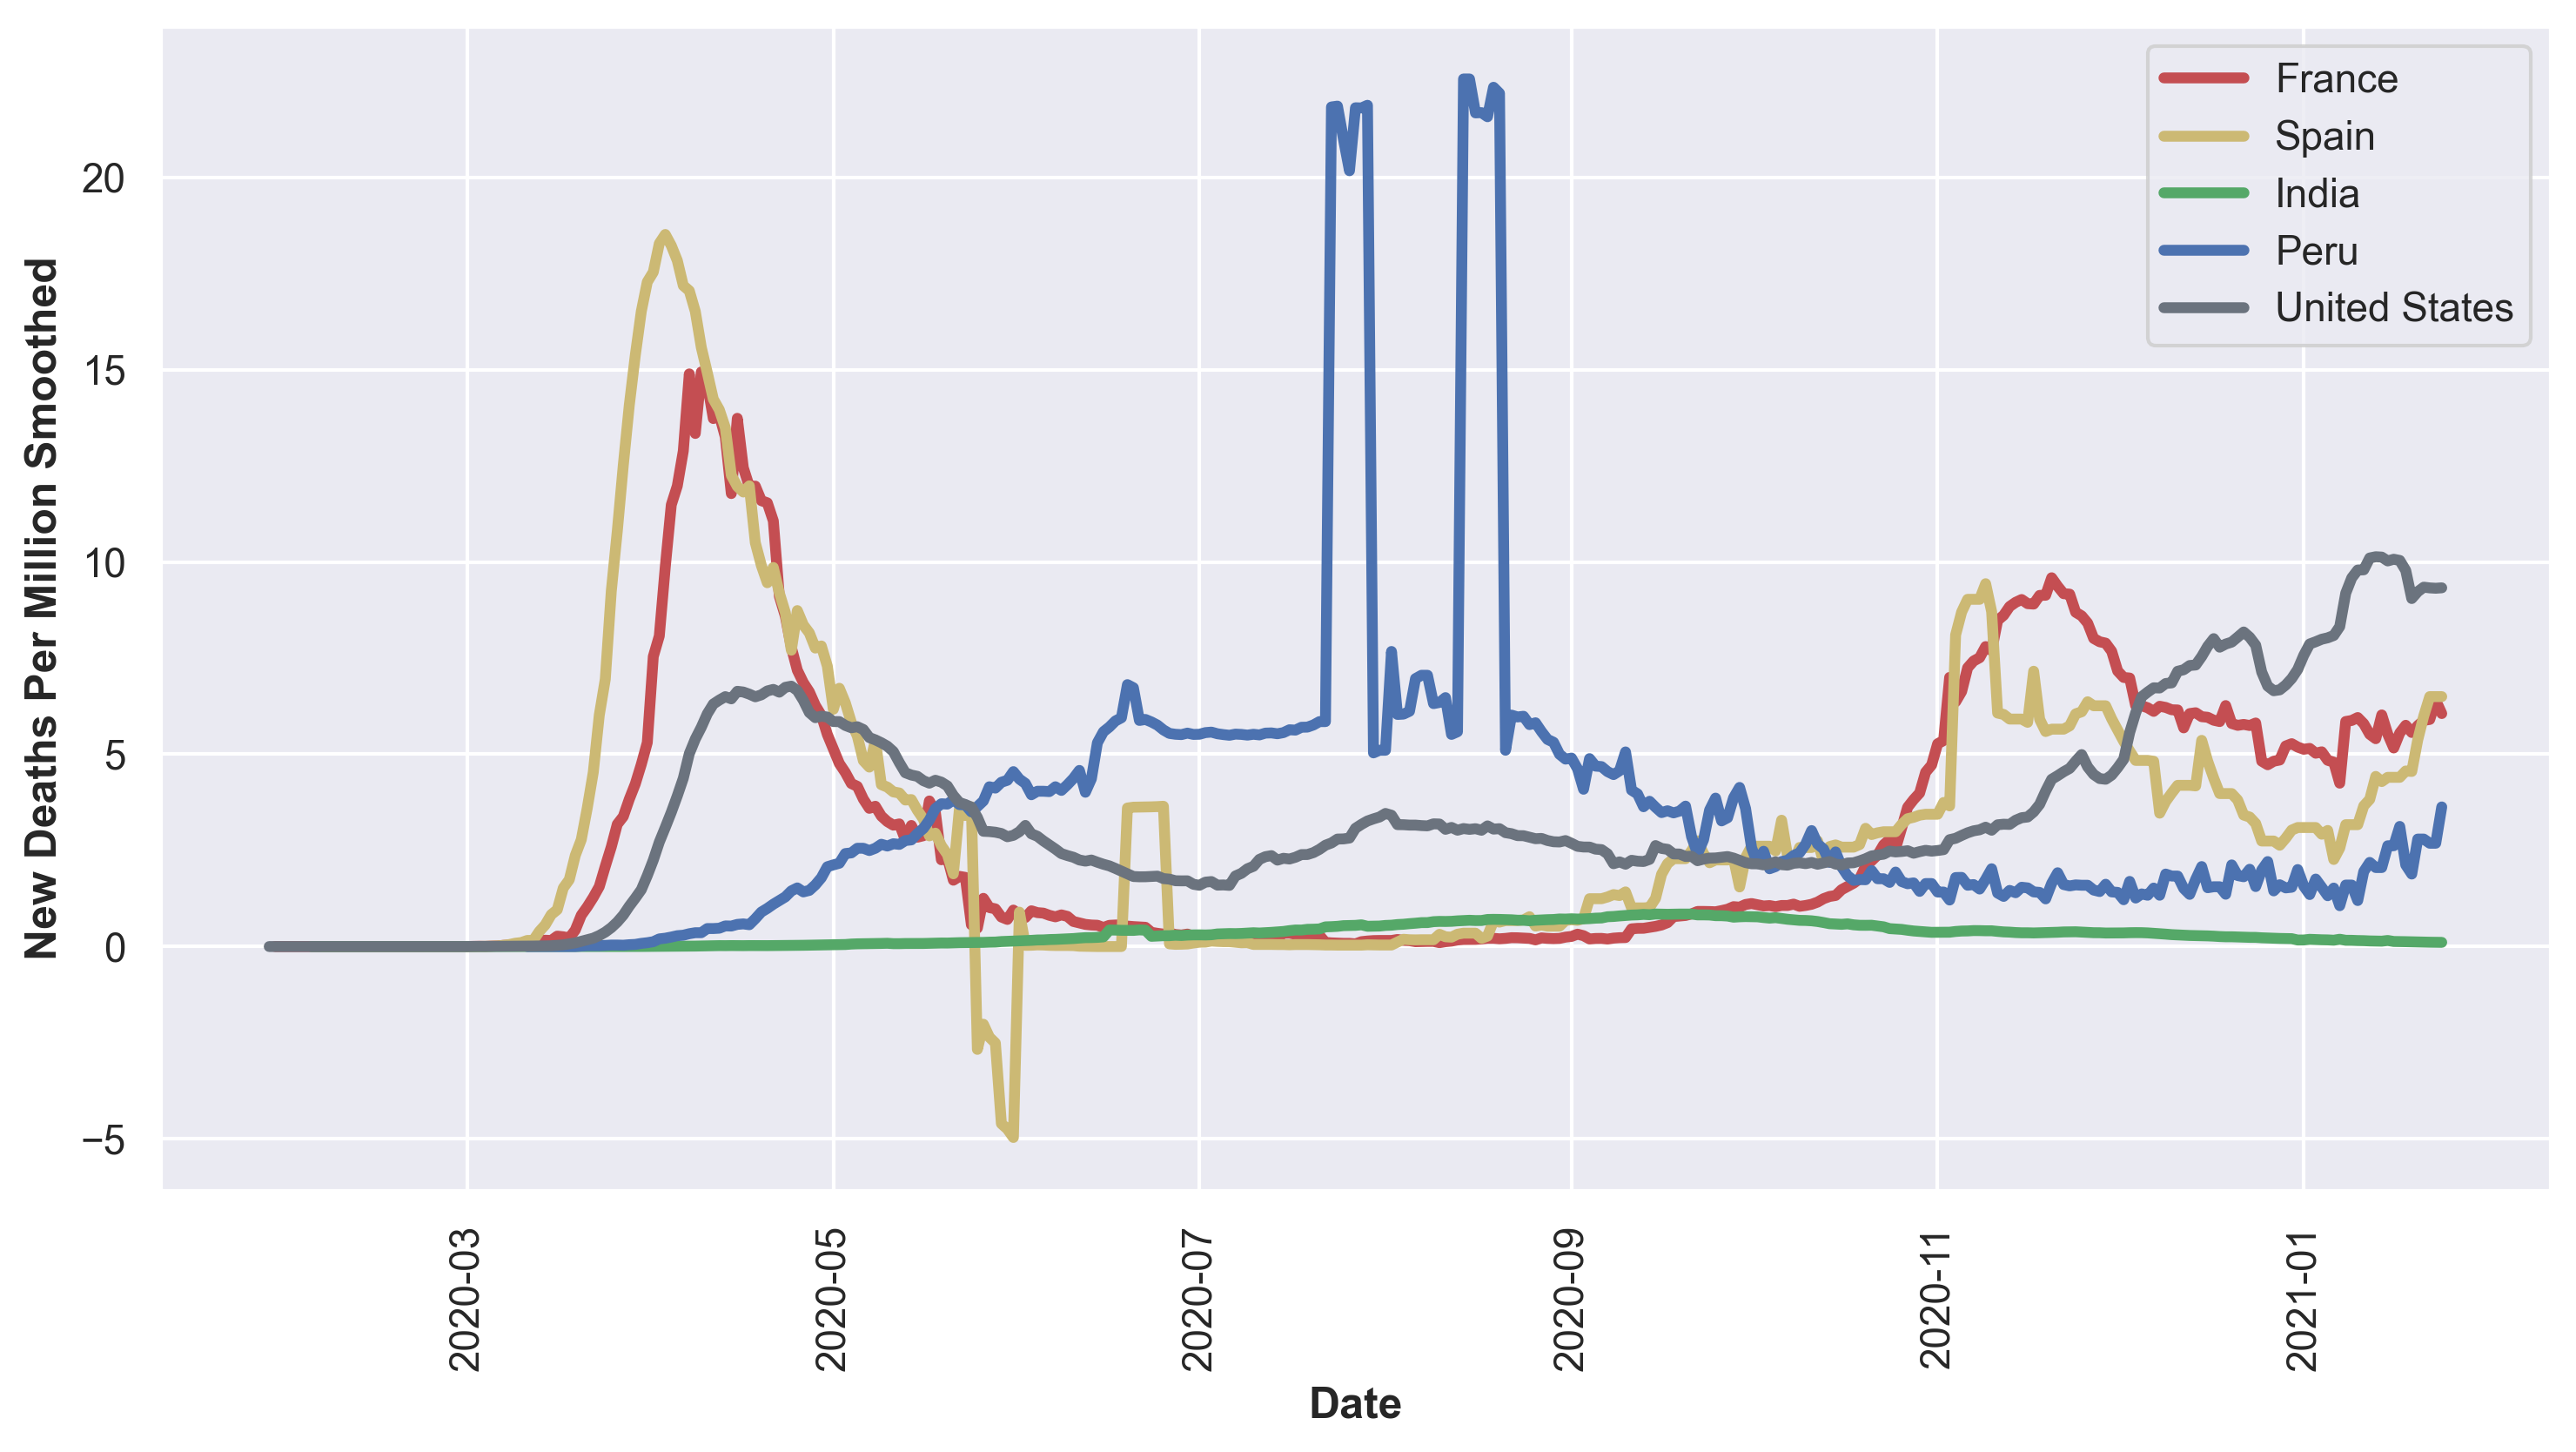 New Deaths Per Million Smoothed
20
15
10
5
0
−5
France
Spain
India
Peru
United States
2020-03
2020-05
2020-07
2020-09
2020-11
2021-01
Date